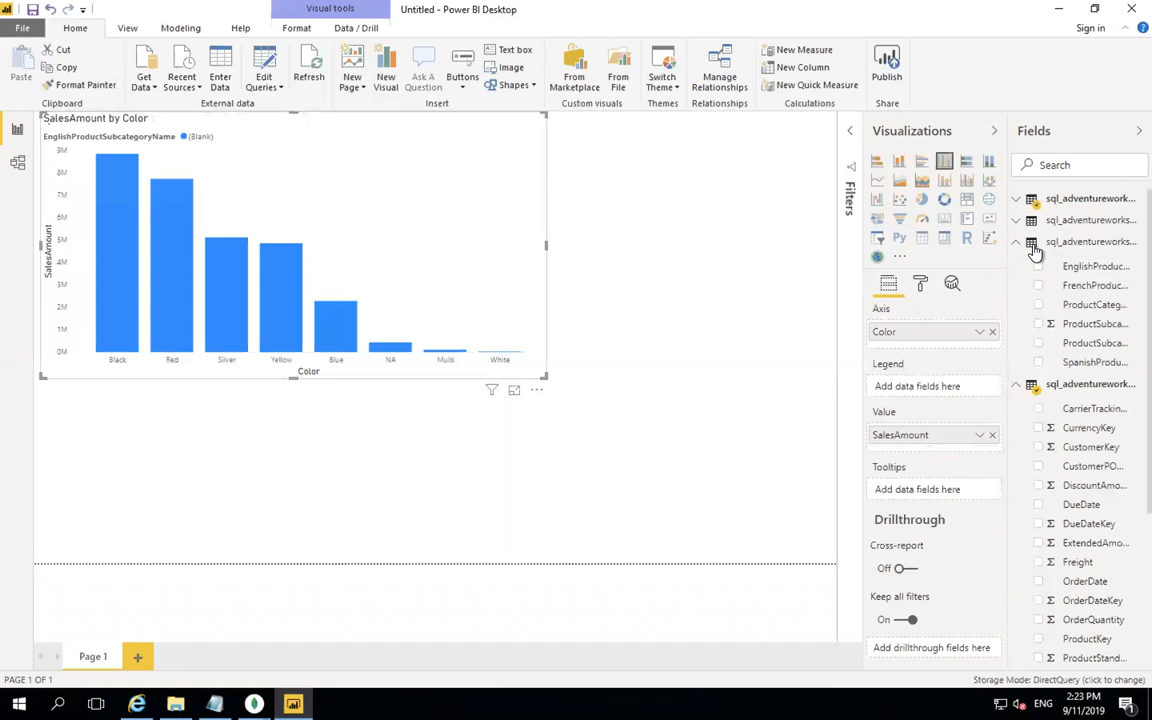 Visual tools
Untitled - Power BI Desktop
File
Home
View
Modeling
Help
Format
Data / Drill
Sign in
Paste
Cut
Copy
Format Painter
Clipboard
Get Data
Recent Sources
Enter Data
Edit Queries
Refresh
External data
New Page
New Visual
Ask A Question
Buttons
Text box
Image
Shapes
Insert
From Marketplace
From File
Custom visuals
Switch Theme
Themes
Manage Relationships
Relationships
New Measure
New Column
New Quick Measure
Calculations
Publish
Share
SalesAmount by Color
EnglishProductSubcategoryName (Blank)
9M
8M
7M
6M
5M
4M
3M
2M
1M
0M
SalesAmount
Black Red Silver Yellow Blue NA Multi White
Color
Filters
Visualizations
Py
R
Axis
Color
Legend
Add data fields here
Value
SalesAmount
Tooltips
Add data fields here
Drillthrough
Cross-report
Off
Keep all filters
On
Add drillthrough fields here
Fields
Search
sql_adventurework...
sql_adventureworks...
sql_adventureworks...
EnglishProduc...
FrenchProduc...
ProductCateg...
ProductSubca...
ProductSubca...
SpanishProdu...
sql_adventurework...
CarrierTrackin...
CurrencyKey
CustomerKey
CustomerPO...
DiscountAmo...
DueDate
DueDateKey
ExtendedAmo...
Freight
OrderDate
OrderDateKey
OrderQuantity
ProductKey
ProductStand...
Page 1
PAGE 1 OF 1
Storage Mode: DirectQuery (click to change)
ENG
2:23 PM
9/11/2019
1